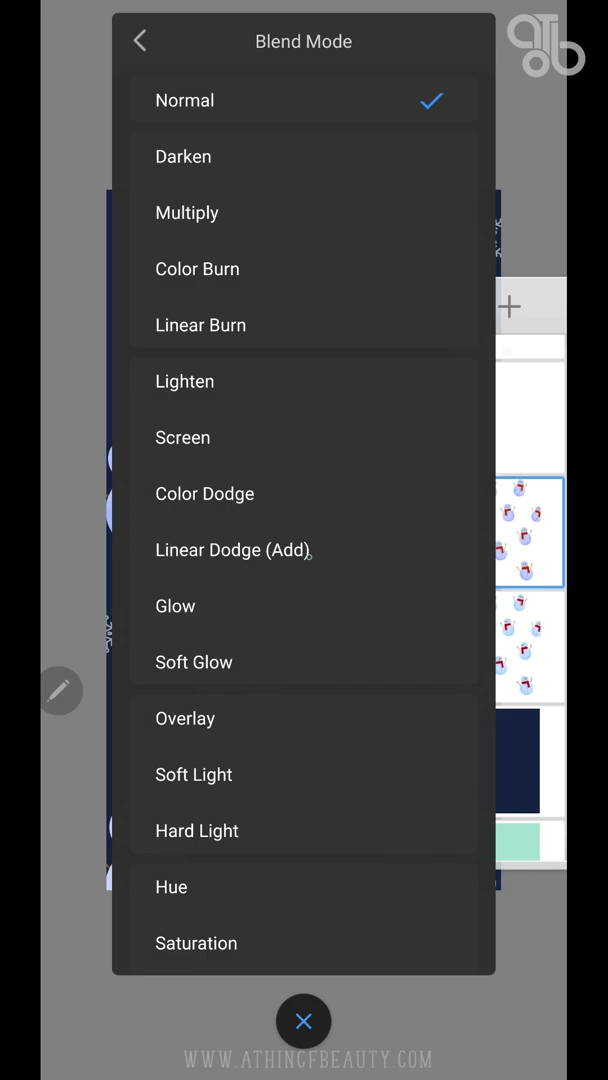 Blend Mode
Normal
Darken
Multiply
Color Burn
Linear Burn
Lighten
Screen
Color Dodge
Linear Dodge (Add)
Glow
Soft Glow
Overlay
Soft Light
Hard Light
Hue
Saturation
WWW.ATHINGFBEAUTY.COM